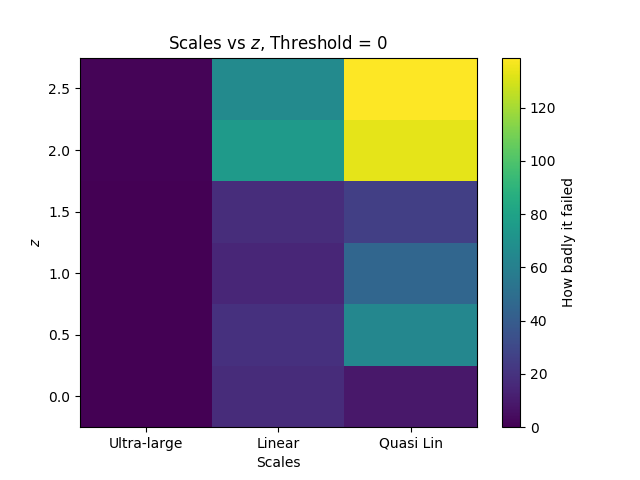 Scales vs z, Threshold = 0
2.5
2.0
1.5
1.0
0.5
0.0
z
Ultra-large Linear Quasi Lin
Scales
120
100
80
60
40
20
0
How badly it failed